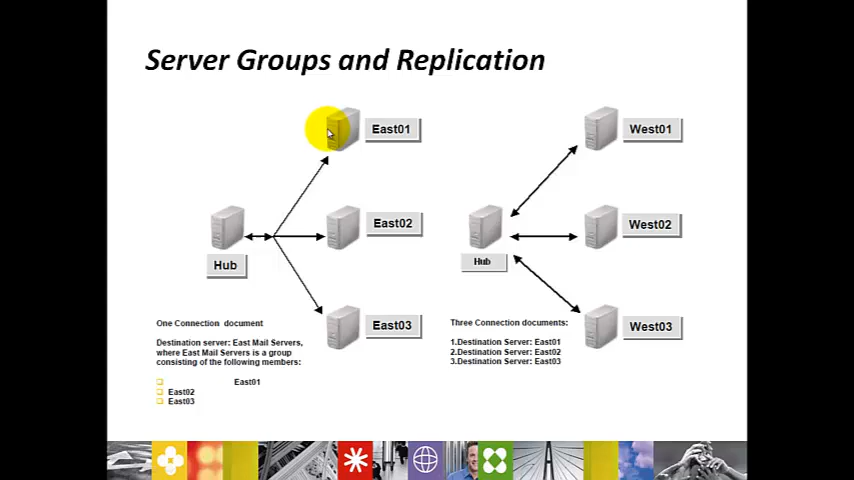 Server Groups and Replication
East01
West01
East02
West02
Hub
Hub
East03
West03
One Connection document
Destination server: East Mail Servers,
where East Mail Servers is a group
consisting of the following members:
East01
East02
East03
Three Connection documents:
1.Destination Server: East01
2.Destination Server: East02
3.Destination Server: East03